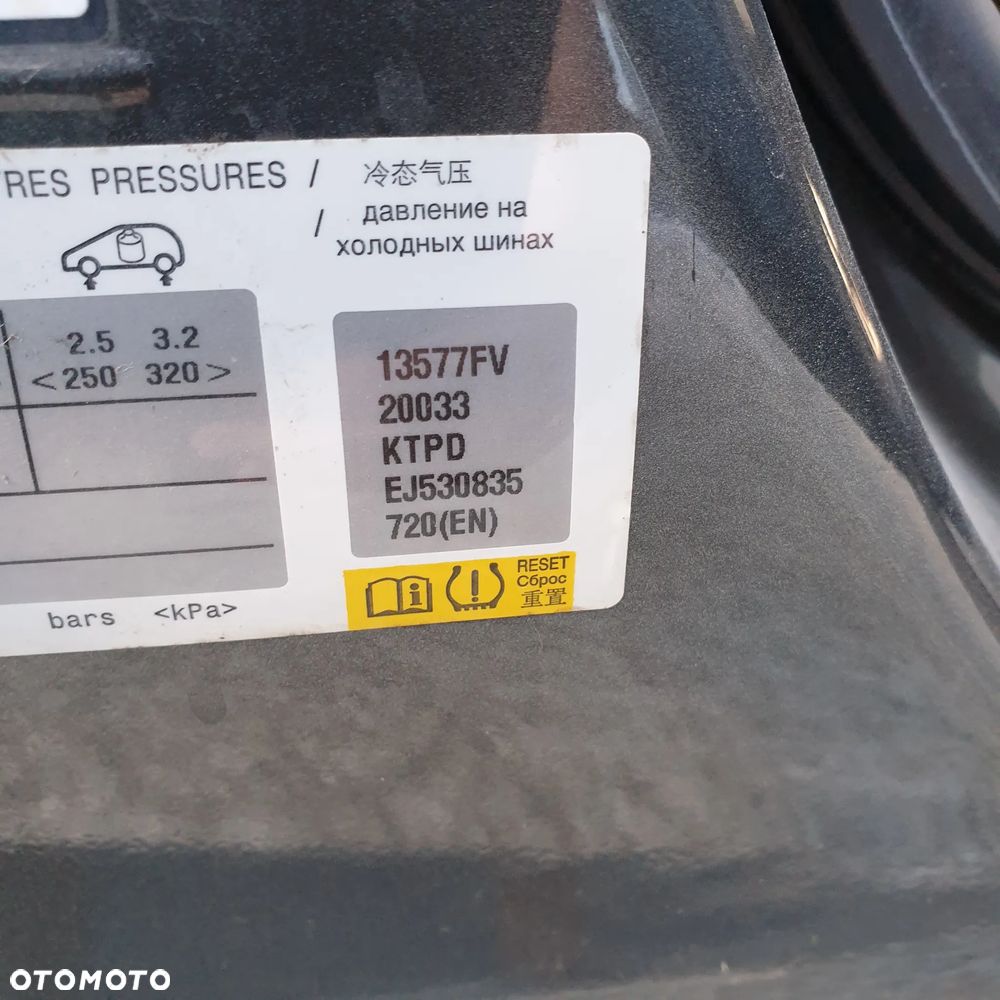 PRESSURES / 冷态气压
/ давление на
холодных шинах
2.5 3.2
<250 320>
13577FV
20033
KTPD
EJ530835
720(EN)
bars <kPa>
RESET
Сброс
重置
OTOMOTO